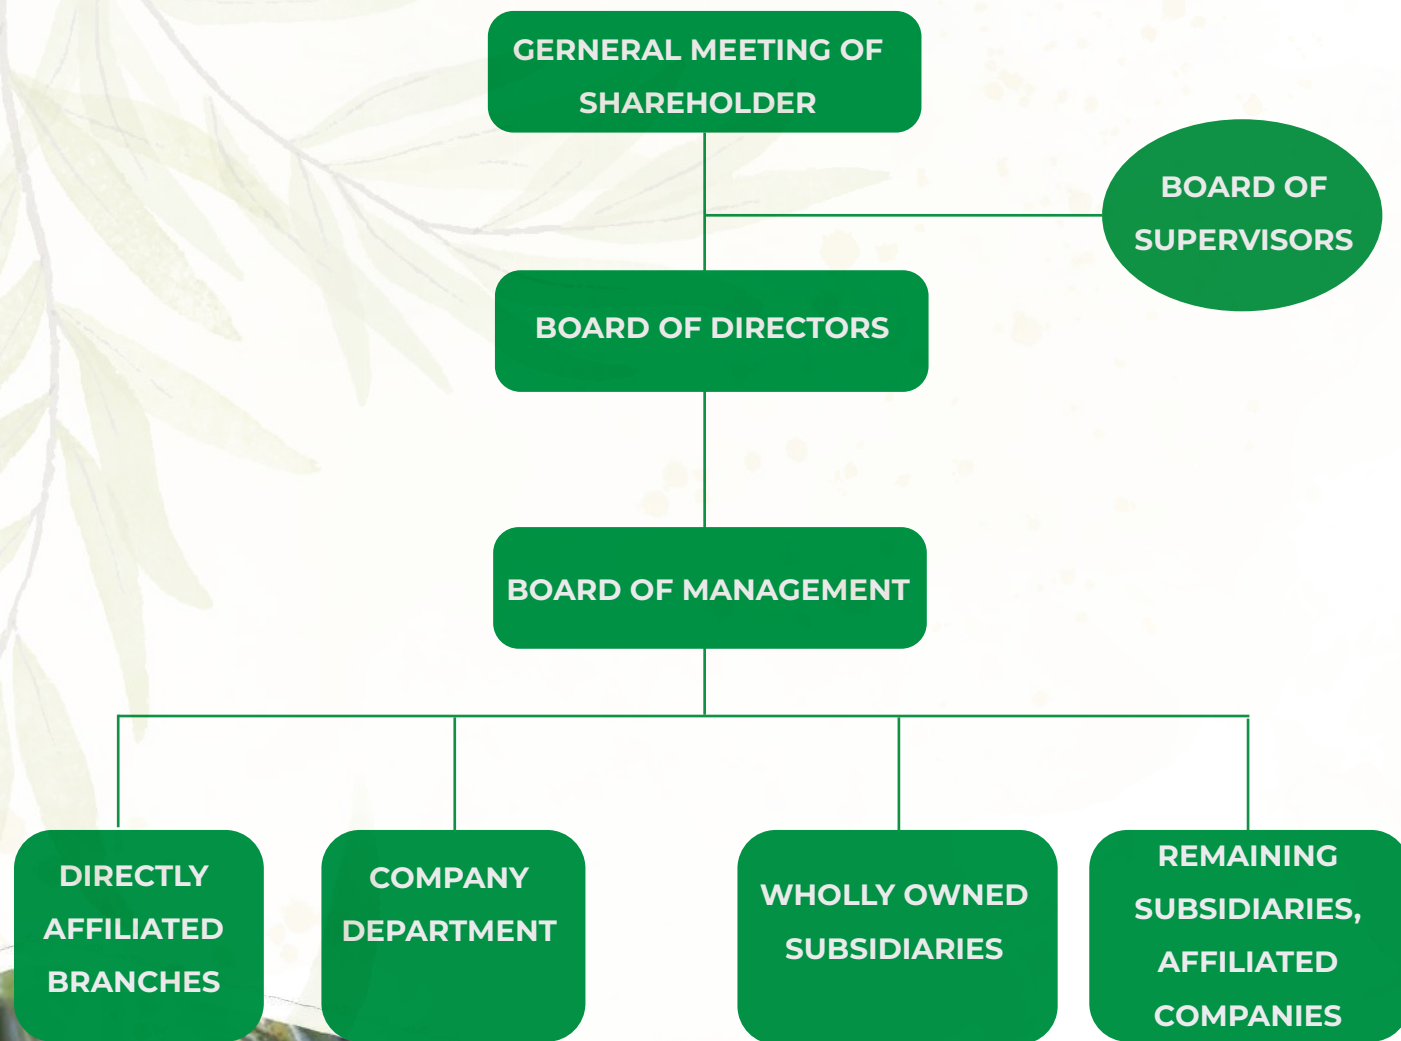 GERNERAL MEETING OF
SHAREHOLDER
BOARD OF
SUPERVISORS
BOARD OF DIRECTORS
BOARD OF MANAGEMENT
DIRECTLY
AFFILIATED
BRANCHES
COMPANY
DEPARTMENT
WHOLLY OWNED
SUBSIDIARIES
REMAINING
SUBSIDIARIES,
AFFILIATED
COMPANIES